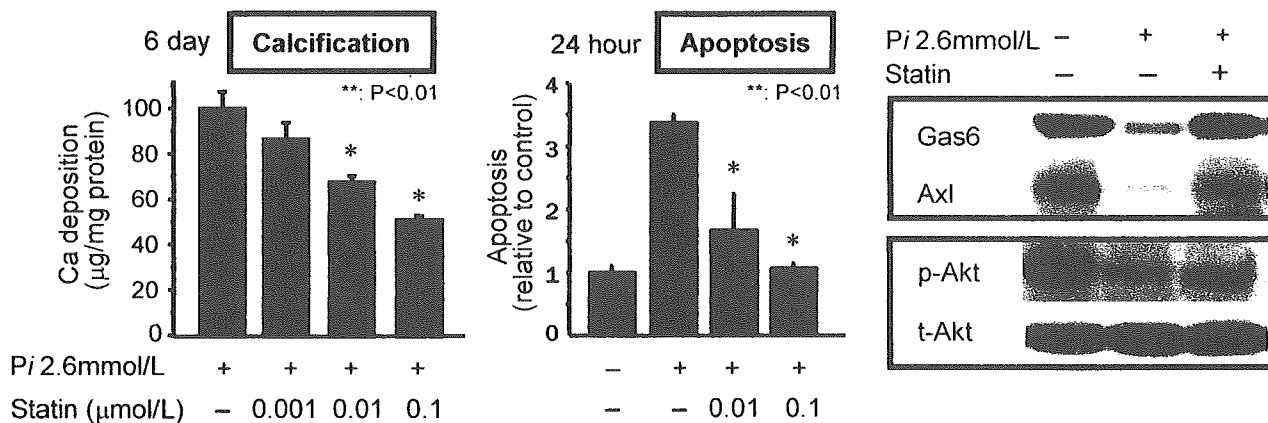 6 day Calcification
**: P<0.01
Ca deposition
(μg/mg protein)
100
80
60
40
20
0
*
*
Pi 2.6mmol/L + + + +
Statin (μmol/L) – 0.001 0.01 0.1
24 hour Apoptosis
**: P<0.01
Apoptosis
(relative to control)
4
3
2
1
0
*
*
– + + +
– – 0.01 0.1
Pi 2.6mmol/L – + +
Statin – – +
Gas6
Axl
p-Akt
t-Akt